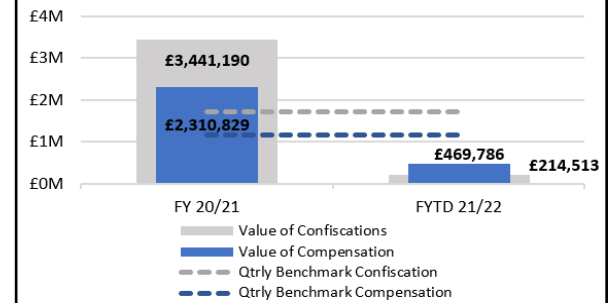 £4M
£3M
£2M
£1M
£0M
£3,441,190
£2,310,829
£469,786
£214,513
FY 20/21
FYTD 21/22
Value of Confiscations
Value of Compensation
Qtrly Benchmark Confiscation
Qtrly Benchmark Compensation